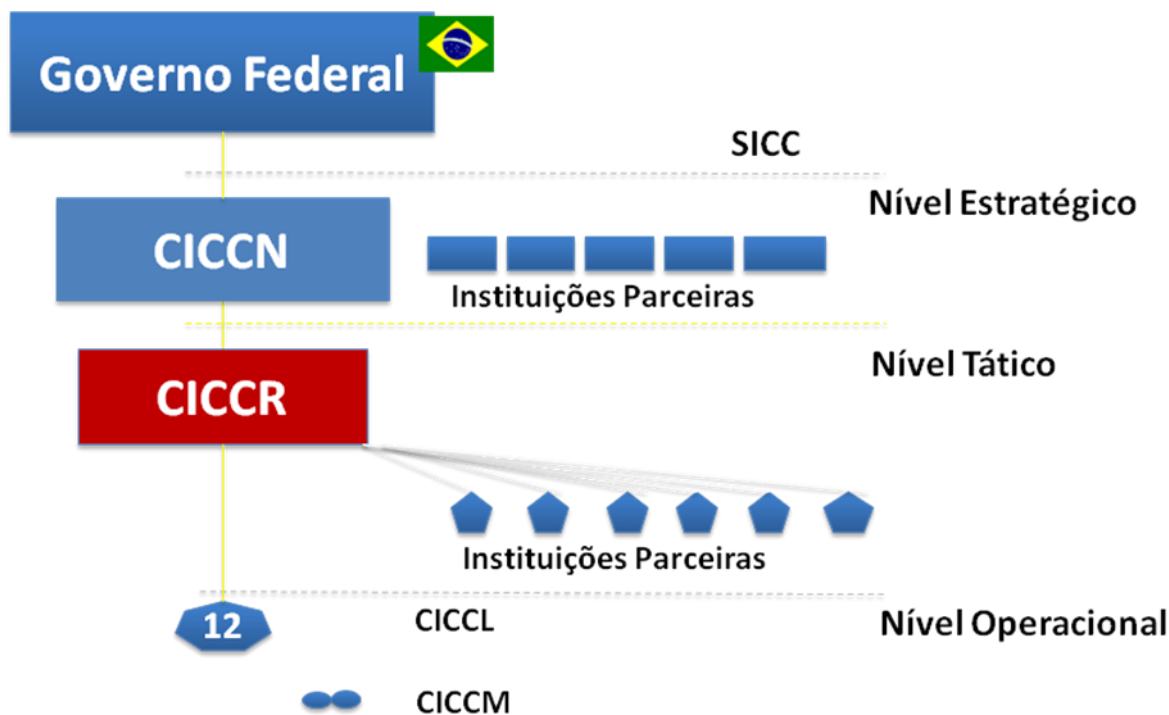 Governo Federal
SICC
Nível Estratégico
CICCN
Instituições Parceiras
Nível Tático
CICCR
Instituições Parceiras
12
CICCL
Nível Operacional
CICCM